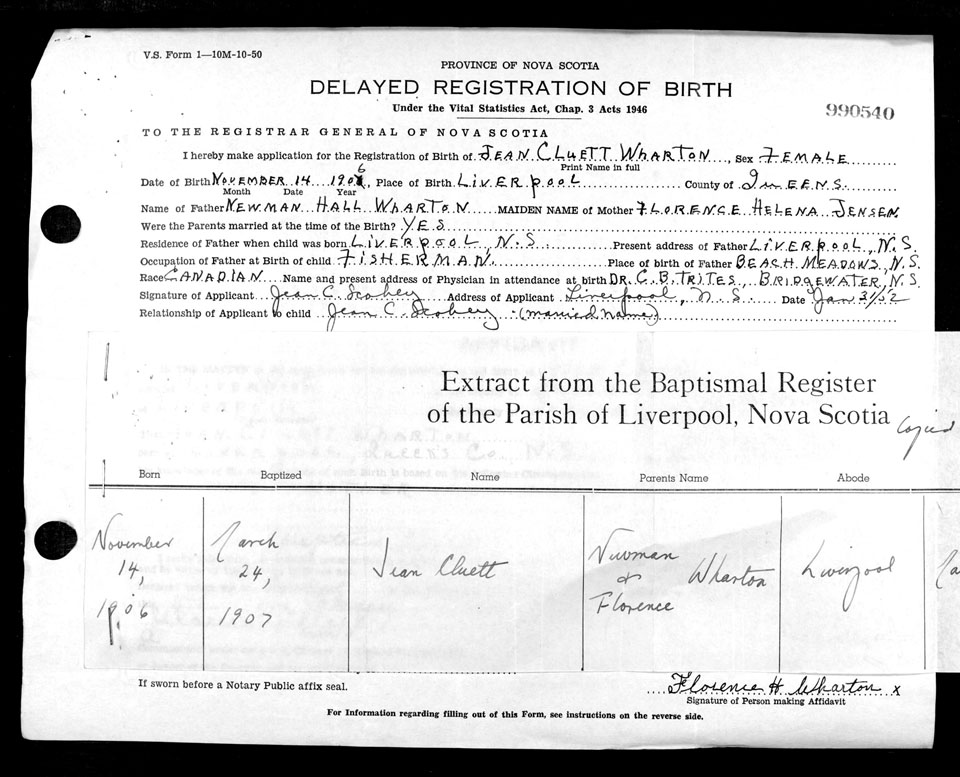 V.S. Form 1—10M-10-50
PROVINCE OF NOVA SCOTIA
DELAYED REGISTRATION OF BIRTH
Under the Vital Statistics Act, Chap. 3 Acts 1946
990540
TO THE REGISTRAR GENERAL OF NOVA SCOTIA
I hereby make application for the Registration of Birth of JEAN CLUETT WHARTON, Sex FEMALE
Print Name in full
Date of Birth NOVEMBER 14 1906, Place of Birth LIVERPOOL County of QUEENS
Month Date Year
Name of Father NEWMAN HALL WHARTON MAIDEN NAME of Mother FLORENCE HELENA JENSEN
Were the Parents married at the time of the Birth? YES
Residence of Father when child was born LIVERPOOL, N.S. Present address of Father LIVERPOOL, N.S.
Occupation of Father at Birth of child FISHERMAN Place of birth of Father BEACH MEADOWS, N.S.
Race CANADIAN Name and present address of Physician in attendance at birth DR. C. B. TRITES, BRIDGEWATER, N.S.
Signature of Applicant Jean C. Scobey Address of Applicant Liverpool, N.S. Date Jan 31/52
Relationship of Applicant to child Jean C. Scobey (married name)
Extract from the Baptismal Register
of the Parish of Liverpool, Nova Scotia
Copied
Born Baptized Name Parents Name Abode
November 14, 1906 March 24, 1907 Jean Cluett Newman & Florence Wharton Liverpool
If sworn before a Notary Public affix seal.
Florence H Wharton x
Signature of Person making Affidavit
For Information regarding filling out of this Form, see instructions on the reverse side.